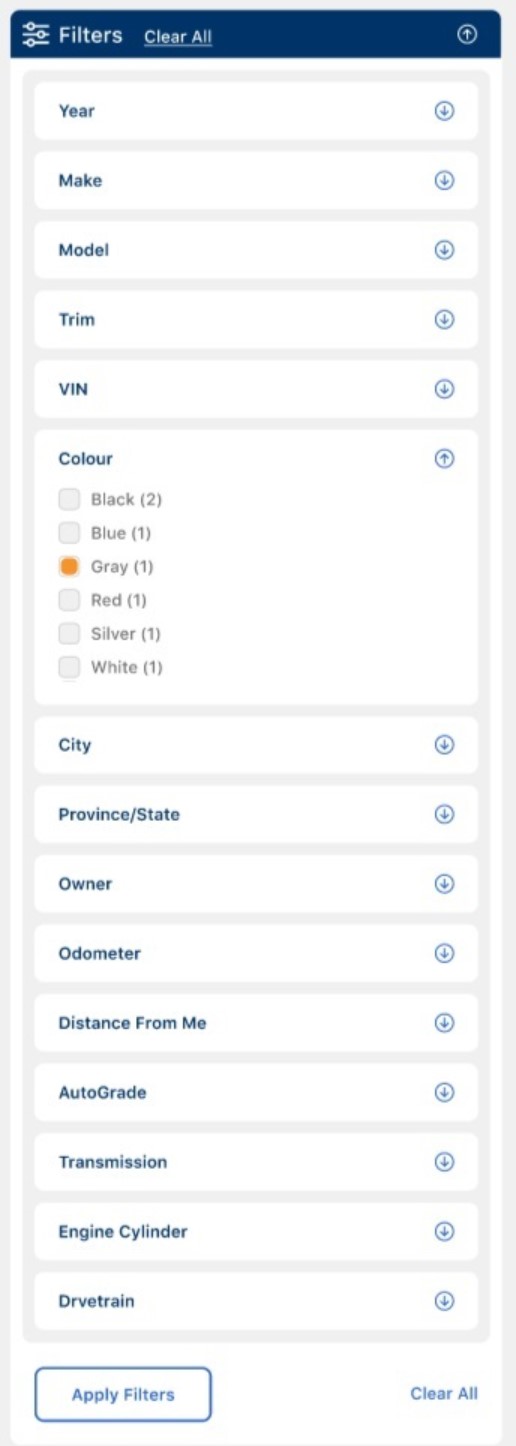 Filters Clear All
Year
Make
Model
Trim
VIN
Colour
Black (2)
Blue (1)
Gray (1)
Red (1)
Silver (1)
White (1)
City
Province/State
Owner
Odometer
Distance From Me
AutoGrade
Transmission
Engine Cylinder
Drvetrain
Apply Filters Clear All